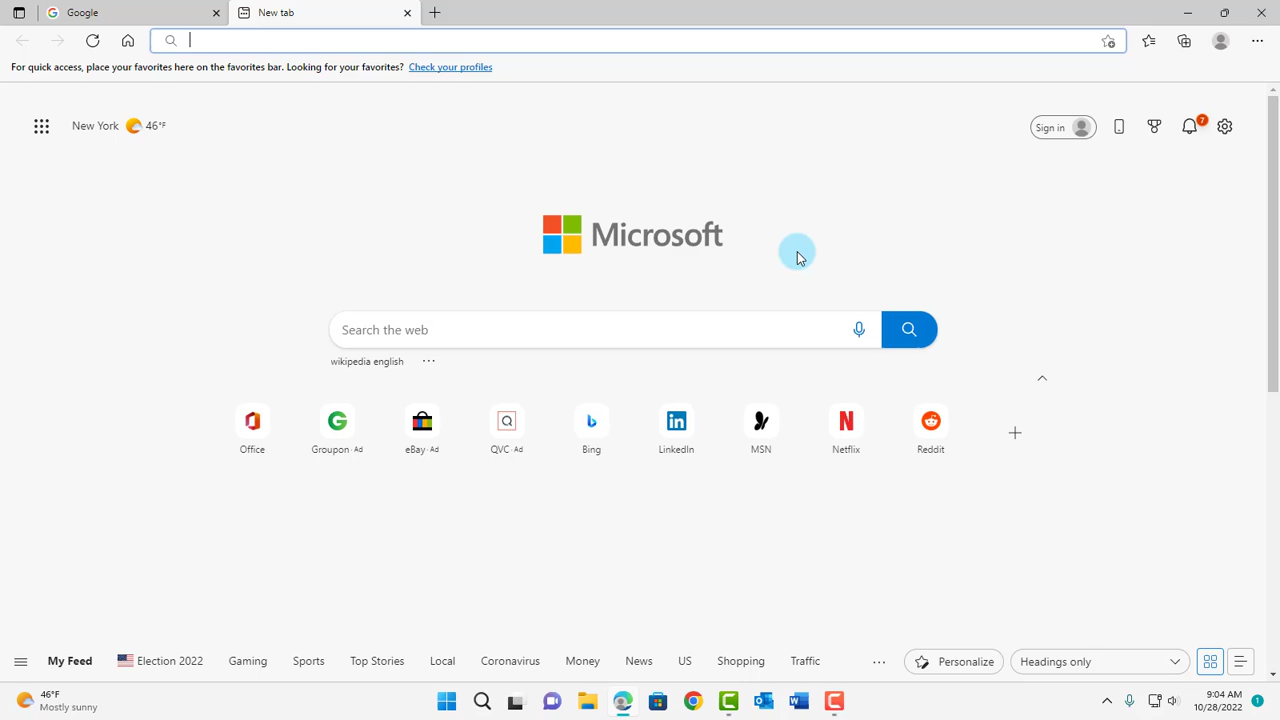 Google
New tab
For quick access, place your favorites here on the favorites bar. Looking for your favorites? Check your profiles
New York 46°F
Sign in
7
Microsoft
Search the web
wikipedia english
Office
Groupon · Ad
eBay · Ad
QVC · Ad
Bing
LinkedIn
MSN
Netflix
Reddit
My Feed Election 2022 Gaming Sports Top Stories Local Coronavirus Money News US Shopping Traffic ... Personalize Headings only
46°F
Mostly sunny
9:04 AM
10/28/2022
1